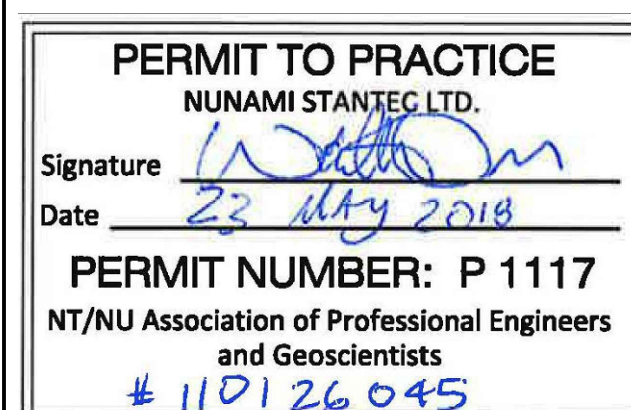 PERMIT TO PRACTICE
NUNAMI STANTEC LTD.
Signature
Date 23 MAY 2018
PERMIT NUMBER: P 1117
NT/NU Association of Professional Engineers
and Geoscientists
# 110126045